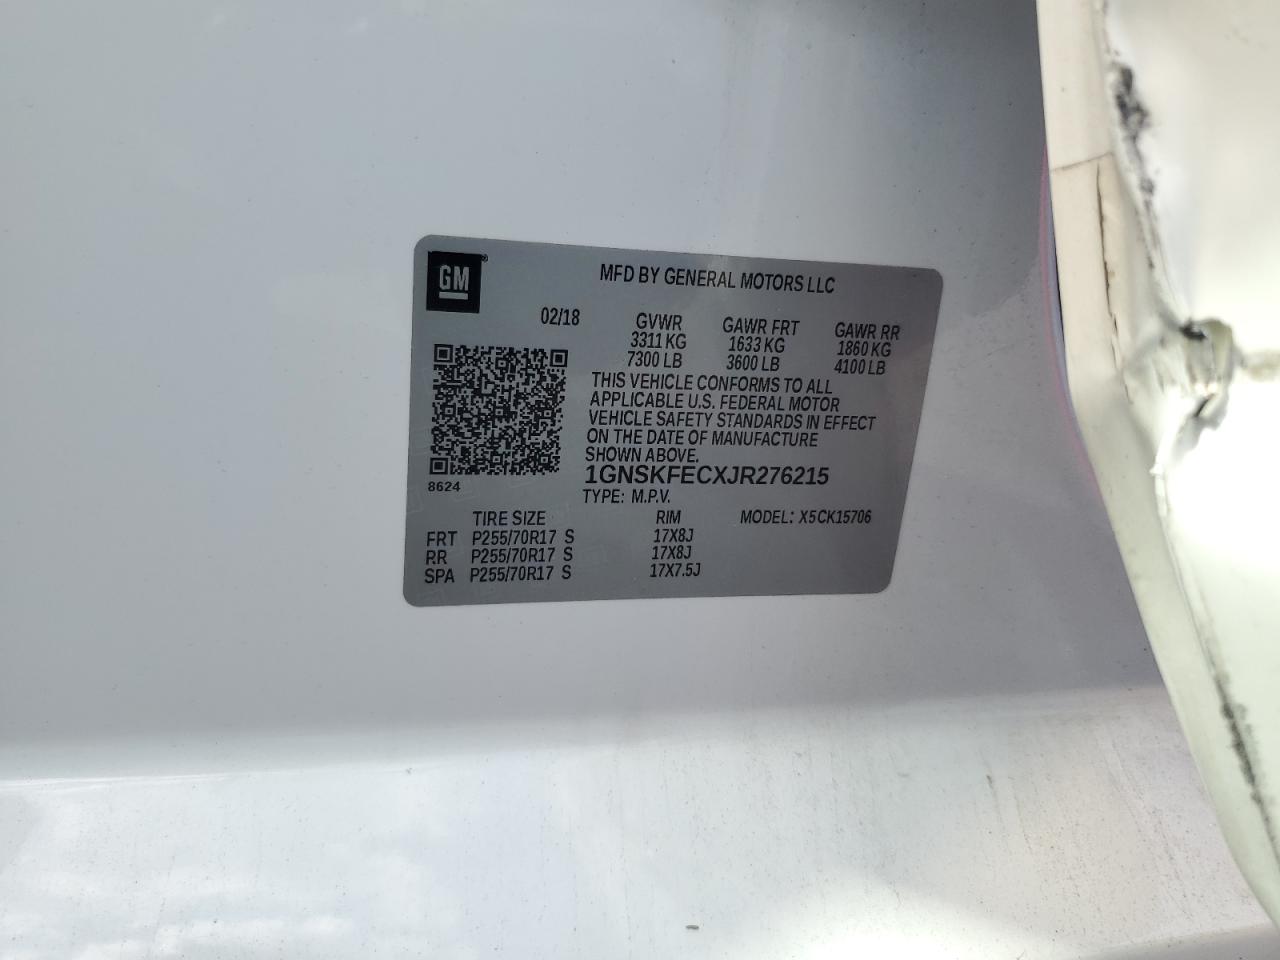 GM®
MFD BY GENERAL MOTORS LLC
02/18
GVWR
3311 KG
7300 LB
GAWR FRT
1633 KG
3600 LB
GAWR RR
1860 KG
4100 LB
THIS VEHICLE CONFORMS TO ALL
APPLICABLE U.S. FEDERAL MOTOR
VEHICLE SAFETY STANDARDS IN EFFECT
ON THE DATE OF MANUFACTURE
SHOWN ABOVE.
8624
1GNSKFECXJR276215
TYPE: M.P.V.
MODEL: X5CK15706
TIRE SIZE RIM
FRT P255/70R17 S 17X8J
RR P255/70R17 S 17X8J
SPA P255/70R17 S 17X7.5J